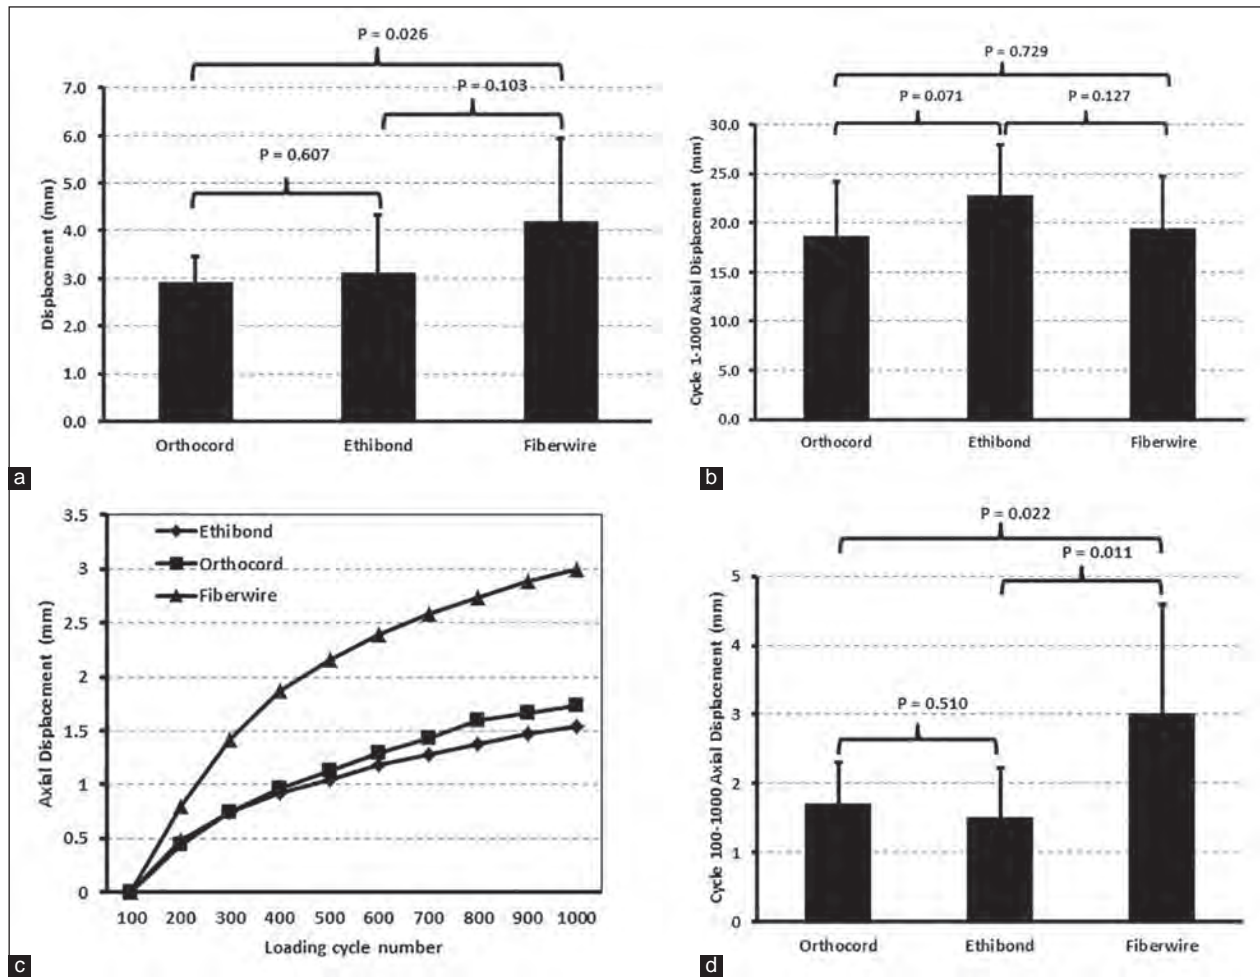 P = 0.026
P = 0.103
P = 0.607
7.0
6.0
5.0
4.0
3.0
2.0
1.0
0.0
Displacement (mm)
Orthocord Ethibond Fiberwire
a
P = 0.729
P = 0.071 P = 0.127
30.0
25.0
20.0
15.0
10.0
5.0
0.0
Cycle 1-1000 Axial Displacement (mm)
Orthocord Ethibond Fiberwire
b
3.5
3
2.5
2
1.5
1
0.5
0
Axial Displacement (mm)
Ethibond
Orthocord
Fiberwire
100 200 300 400 500 600 700 800 900 1000
Loading cycle number
c
P = 0.022
P = 0.011
P = 0.510
5
4
3
2
1
0
Cycle 100-1000 Axial Displacement (mm)
Orthocord Ethibond Fiberwire
d